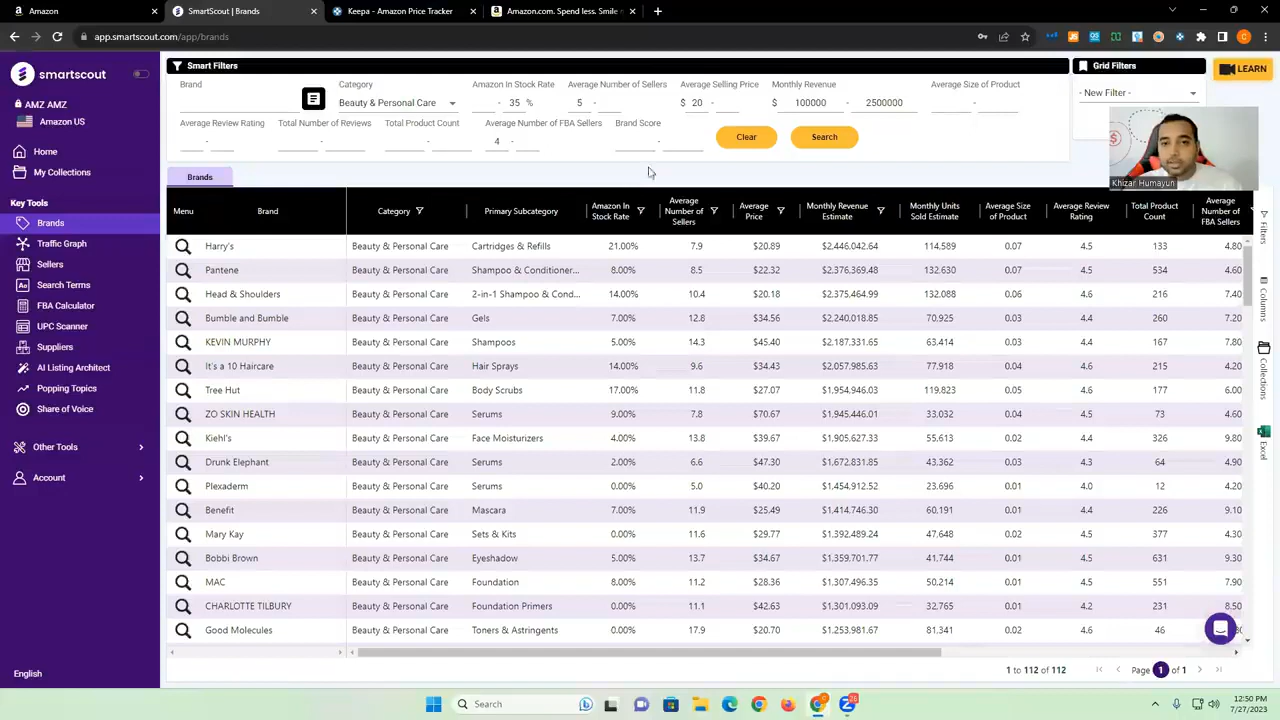 Amazon
SmartScout | Brands
Keepa - Amazon Price Tracker
Amazon.com. Spend less. Smile
app.smartscout.com/app/brands
smartscout
AMZ AMZ
Amazon US
Home
My Collections
Key Tools
Brands
Traffic Graph
Sellers
Search Terms
FBA Calculator
UPC Scanner
Suppliers
AI Listing Architect
Popping Topics
Share of Voice
Other Tools
Account
English
Smart Filters
Brand
Category
Beauty & Personal Care
Amazon In Stock Rate
- 35 %
Average Number of Sellers
5 -
Average Selling Price
$ 20 -
Monthly Revenue
$ 100000 - 2500000
Average Size of Product
-
Average Review Rating
-
Total Number of Reviews
-
Total Product Count
-
Average Number of FBA Sellers
4 -
Brand Score
-
Clear
Search
Grid Filters
- New Filter -
LEARN
Khizar Humayun
Brands
Menu Brand Category Primary Subcategory Amazon In Stock Rate Average Number of Sellers Average Price Monthly Revenue Estimate Monthly Units Sold Estimate Average Size of Product Average Review Rating Total Product Count Average Number of FBA Sellers
Harry's Beauty & Personal Care Cartridges & Refills 21.00% 7.9 $20.89 $2,446,042.64 114,589 0.07 4.5 133 4.80
Pantene Beauty & Personal Care Shampoo & Conditioner... 8.00% 8.5 $22.32 $2,376,369.48 132,630 0.07 4.5 534 4.60
Head & Shoulders Beauty & Personal Care 2-in-1 Shampoo & Cond... 14.00% 10.4 $20.18 $2,375,464.99 132,088 0.06 4.6 216 7.40
Bumble and Bumble Beauty & Personal Care Gels 7.00% 12.8 $34.56 $2,240,018.85 70,925 0.03 4.4 260 7.20
KEVIN MURPHY Beauty & Personal Care Shampoos 5.00% 14.3 $45.40 $2,187,331.65 63,414 0.03 4.4 167 7.80
It's a 10 Haircare Beauty & Personal Care Hair Sprays 14.00% 9.6 $34.43 $2,057,985.63 77,918 0.04 4.6 215 4.20
Tree Hut Beauty & Personal Care Body Scrubs 17.00% 11.8 $27.07 $1,954,946.03 119,823 0.05 4.6 177 6.00
ZO SKIN HEALTH Beauty & Personal Care Serums 9.00% 7.8 $70.67 $1,945,446.01 33,032 0.04 4.5 73 4.60
Kiehl's Beauty & Personal Care Face Moisturizers 4.00% 13.8 $39.67 $1,905,627.33 55,613 0.02 4.4 326 9.80
Drunk Elephant Beauty & Personal Care Serums 2.00% 6.6 $47.30 $1,672,831.85 43,362 0.03 4.3 64 4.90
Plexaderm Beauty & Personal Care Serums 0.00% 5.0 $40.20 $1,454,912.52 23,696 0.01 4.0 12 4.20
Benefit Beauty & Personal Care Mascara 7.00% 11.9 $25.49 $1,414,746.30 60,191 0.01 4.4 226 9.10
Mary Kay Beauty & Personal Care Sets & Kits 0.00% 11.6 $29.77 $1,392,489.24 47,648 0.02 4.5 377 4.30
Bobbi Brown Beauty & Personal Care Eyeshadow 5.00% 13.7 $34.67 $1,359,701.77 41,744 0.01 4.5 631 9.30
MAC Beauty & Personal Care Foundation 8.00% 11.2 $28.36 $1,307,496.35 50,214 0.01 4.5 551 7.90
CHARLOTTE TILBURY Beauty & Personal Care Foundation Primers 0.00% 11.1 $42.63 $1,301,093.09 32,765 0.01 4.2 231 8.50
Good Molecules Beauty & Personal Care Toners & Astringents 0.00% 17.9 $20.70 $1,253,981.67 81,341 0.02 4.6 46
Filters
Columns
Collections
Excel
1 to 112 of 112
Page 1 of 1
Search
12:50 PM
7/27/2023